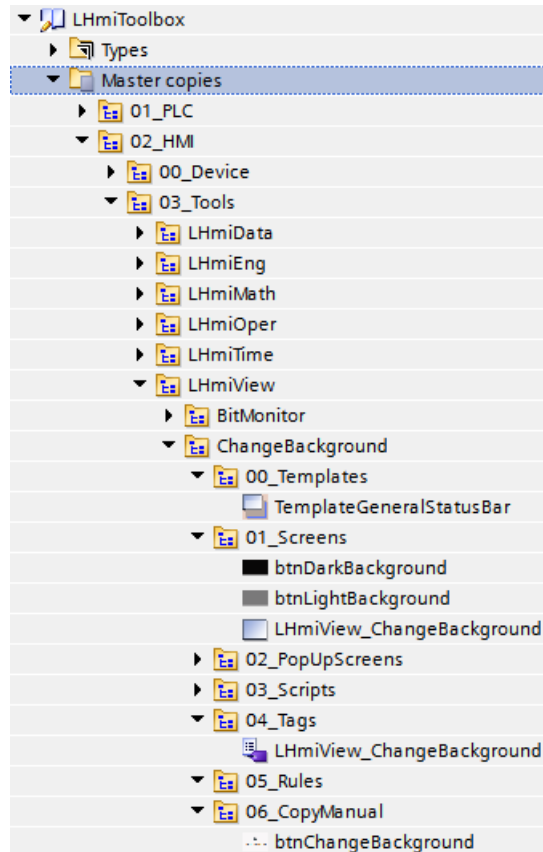 LHmiToolbox
Types
Master copies
01_PLC
02_HMI
00_Device
03_Tools
LHmiData
LHmiEng
LHmiMath
LHmiOper
LHmiTime
LHmiView
BitMonitor
ChangeBackground
00_Templates
TemplateGeneralStatusBar
01_Screens
btnDarkBackground
btnLightBackground
LHmiView_ChangeBackground
02_PopUpScreens
03_Scripts
04_Tags
LHmiView_ChangeBackground
05_Rules
06_CopyManual
btnChangeBackground